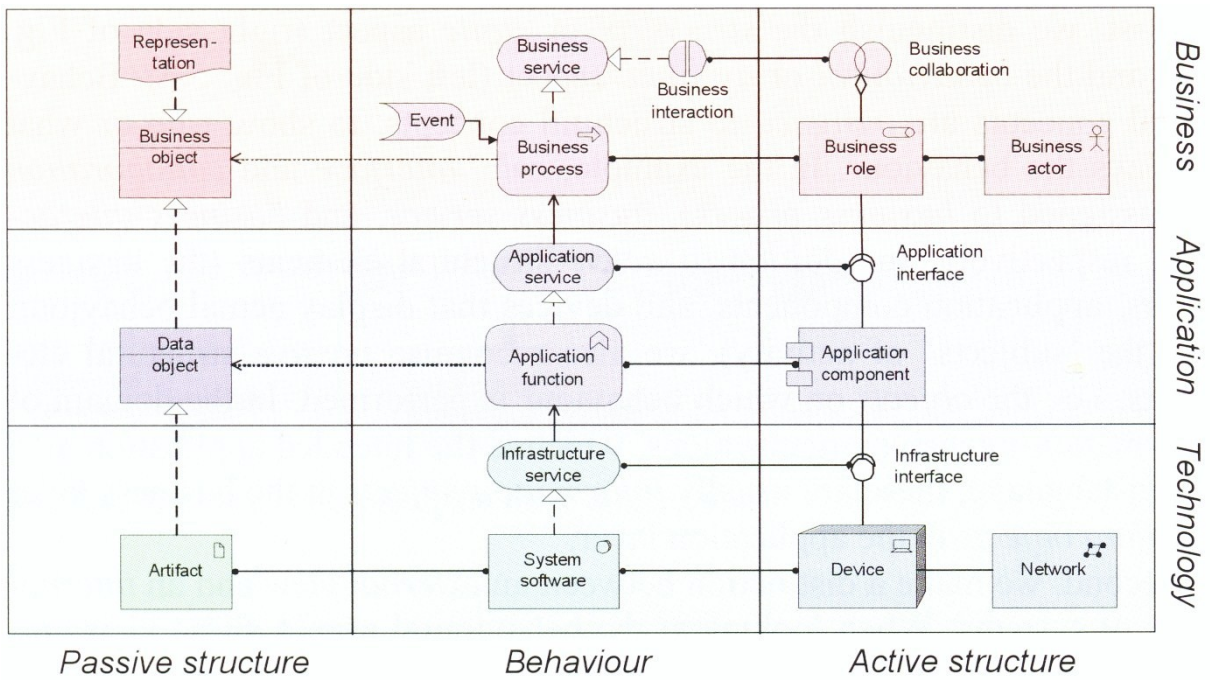 Represen-
tation
Business
object
Event
Business
service
Business
interaction
Business
collaboration
Business
process
Business
role
Business
actor
Business
Data
object
Application
service
Application
interface
Application
function
Application
component
Application
Infrastructure
service
Infrastructure
interface
Artifact
System
software
Device
Network
Technology
Passive structure
Behaviour
Active structure